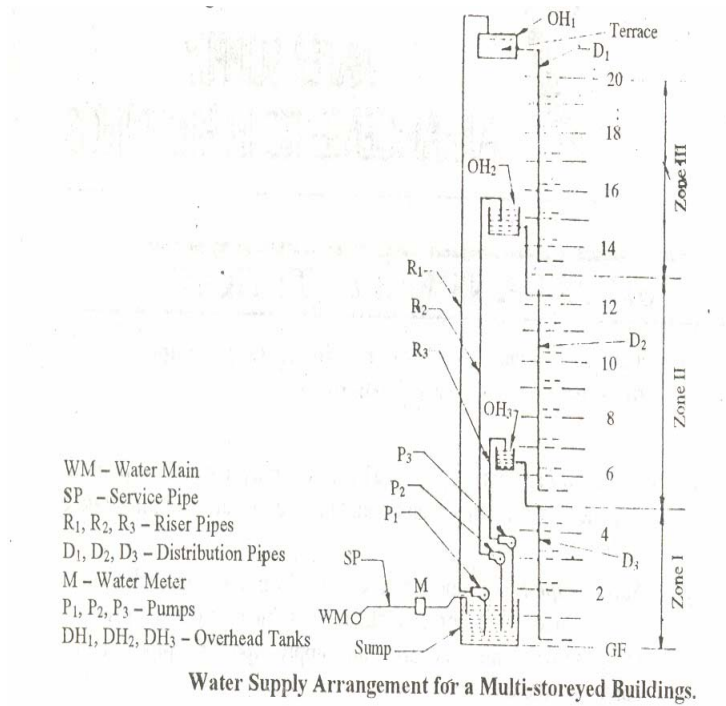 OH1
Terrace
D1
20
18
16
OH2
14
Zone III
R1
12
R2
D2
10
R3
Zone II
OH3
8
P3
6
WM – Water Main
P2
SP – Service Pipe
P1
R1, R2, R3 – Riser Pipes
4
D1, D2, D3 – Distribution Pipes
SP
D3
M – Water Meter
M
2
Zone I
P1, P2, P3 – Pumps
WM
DH1, DH2, DH3 – Overhead Tanks
Sump
GF
Water Supply Arrangement for a Multi-storeyed Buildings.